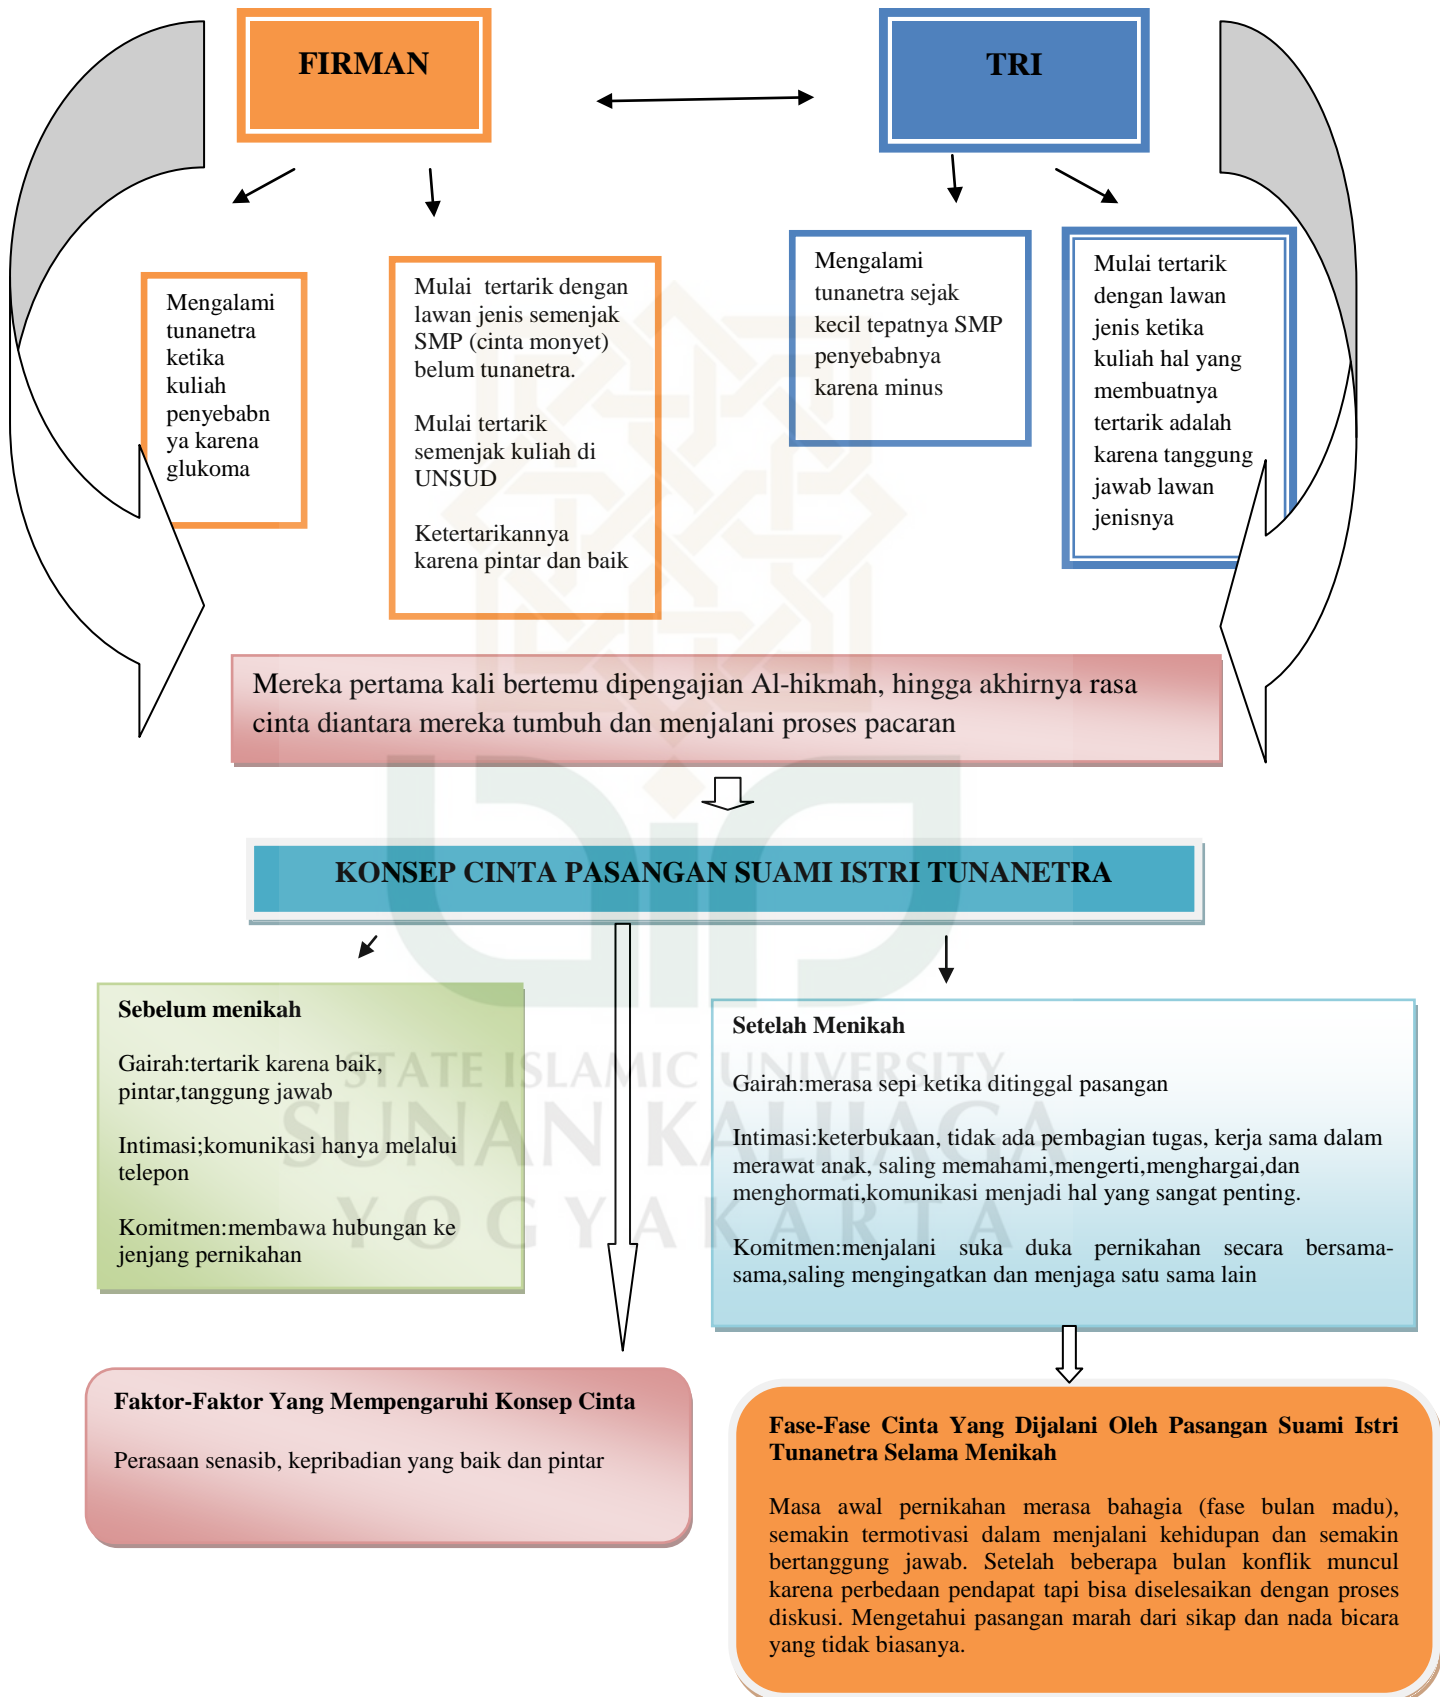 FIRMAN
TRI
Mengalami
tunanetra
ketika
kuliah
penyebabn
ya karena
glukoma
Mulai tertarik dengan
lawan jenis semenjak
SMP (cinta monyet)
belum tunanetra.
Mulai tertarik
semenjak kuliah di
UNSUD
Ketertarikannya
karena pintar dan baik
Mengalami
tunanetra sejak
kecil tepatnya SMP
penyebabnya
karena minus
Mulai tertarik
dengan lawan
jenis ketika
kuliah hal yang
membuatnya
tertarik adalah
karena tanggung
jawab lawan
jenisnya
Mereka pertama kali bertemu dipengajian Al-hikmah, hingga akhirnya rasa
cinta diantara mereka tumbuh dan menjalani proses pacaran
KONSEP CINTA PASANGAN SUAMI ISTRI TUNANETRA
Sebelum menikah
Gairah:tertarik karena baik,
pintar,tanggung jawab
Intimasi;komunikasi hanya melalui
telepon
Komitmen:membawa hubungan ke
jenjang pernikahan
Setelah Menikah
Gairah:merasa sepi ketika ditinggal pasangan
Intimasi:keterbukaan, tidak ada pembagian tugas, kerja sama dalam
merawat anak, saling memahami,mengerti,menghargai,dan
menghormati,komunikasi menjadi hal yang sangat penting.
Komitmen:menjalani suka duka pernikahan secara bersama-
sama,saling mengingatkan dan menjaga satu sama lain
STATE ISLAMIC UNIVERSITY
SUNAN KALIJAGA
YOGYAKARTA
Faktor-Faktor Yang Mempengaruhi Konsep Cinta
Perasaan senasib, kepribadian yang baik dan pintar
Fase-Fase Cinta Yang Dijalani Oleh Pasangan Suami Istri
Tunanetra Selama Menikah
Masa awal pernikahan merasa bahagia (fase bulan madu),
semakin termotivasi dalam menjalani kehidupan dan semakin
bertanggung jawab. Setelah beberapa bulan konflik muncul
karena perbedaan pendapat tapi bisa diselesaikan dengan proses
diskusi. Mengetahui pasangan marah dari sikap dan nada bicara
yang tidak biasanya.